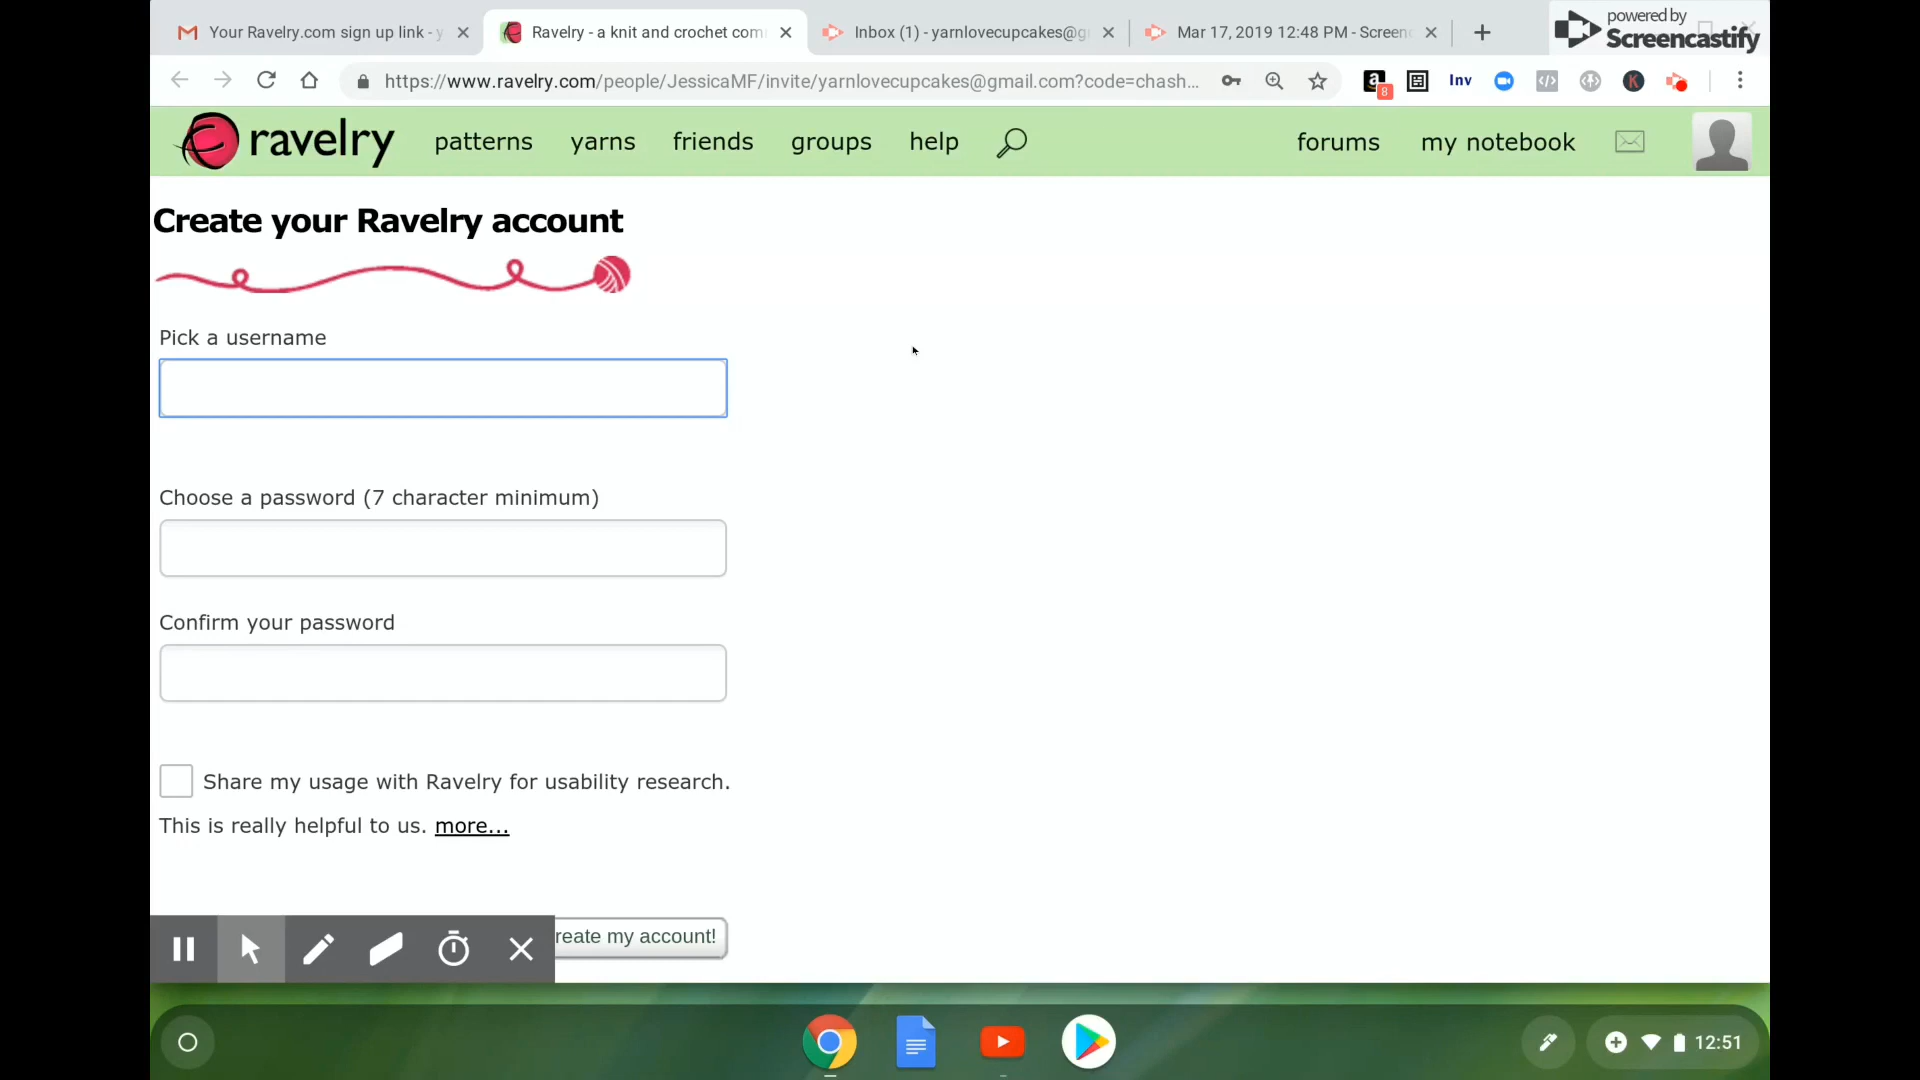 Your Ravelry.com sign up link - y
Ravelry - a knit and crochet com
Inbox (1) - yarnlovecupcakes@g
Mar 17, 2019 12:48 PM - Screen
powered by
Screencastify
https://www.ravelry.com/people/JessicaMF/invite/yarnlovecupcakes@gmail.com?code=chash...
a
8
Inv
K
ravelry
patterns
yarns
friends
groups
help
forums
my notebook
Create your Ravelry account
Pick a username
Choose a password (7 character minimum)
Confirm your password
Share my usage with Ravelry for usability research.
This is really helpful to us. more...
reate my account!
12:51